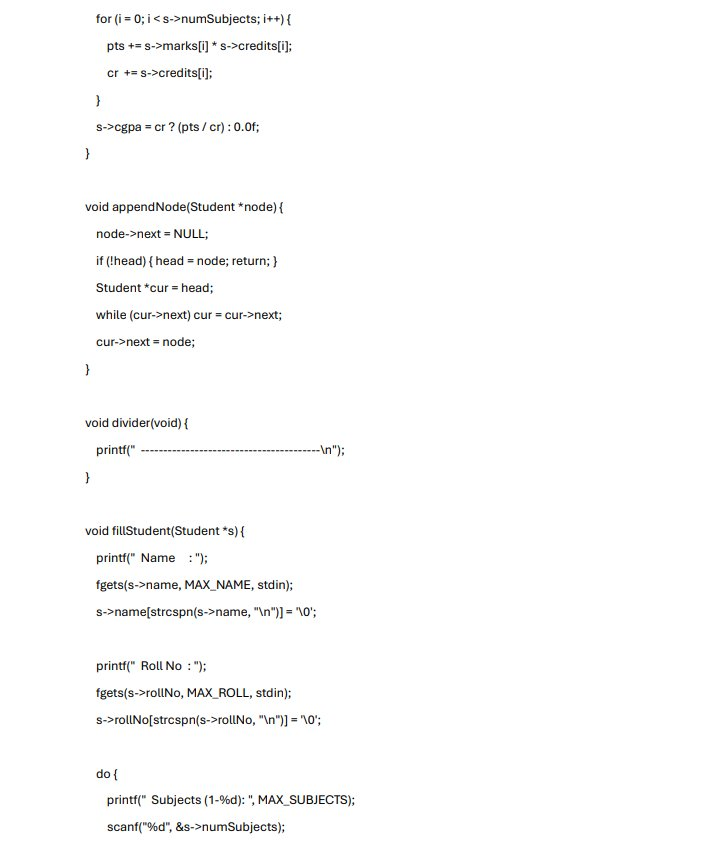 for (i = 0; i < s->numSubjects; i++) {
pts += s->marks[i] * s->credits[i];
cr  += s->credits[i];
}
s->cgpa = cr ? (pts / cr) : 0.0f;
}
void appendNode(Student *node) {
node->next = NULL;
if (!head) { head = node; return; }
Student *cur = head;
while (cur->next) cur = cur->next;
cur->next = node;
}
void divider(void) {
printf("  ----------------------------------------\n");
}
void fillStudent(Student *s) {
printf("  Name    : ");
fgets(s->name, MAX_NAME, stdin);
s->name[strcspn(s->name, "\n")] = '\0';
printf("  Roll No  : ");
fgets(s->rollNo, MAX_ROLL, stdin);
s->rollNo[strcspn(s->rollNo, "\n")] = '\0';
do {
printf("  Subjects (1-%d): ", MAX_SUBJECTS);
scanf("%d", &s->numSubjects);